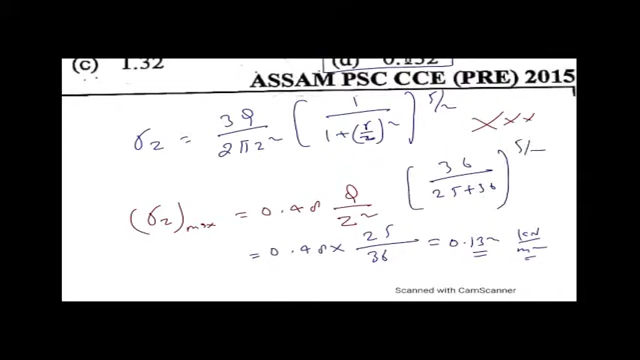 (c) 1.32 (d) 0.132
ASSAM PSC CCE (PRE) 2015
σz = 3Q / 2πz² [ 1 / 1+(r/z)² ]^5/2 xxx
(σz)max = 0.48 Q / z² [ 36 / 25+36 ]^5/2
= 0.48 × 25 / 36 = 0.132 kN / m²
Scanned with CamScanner